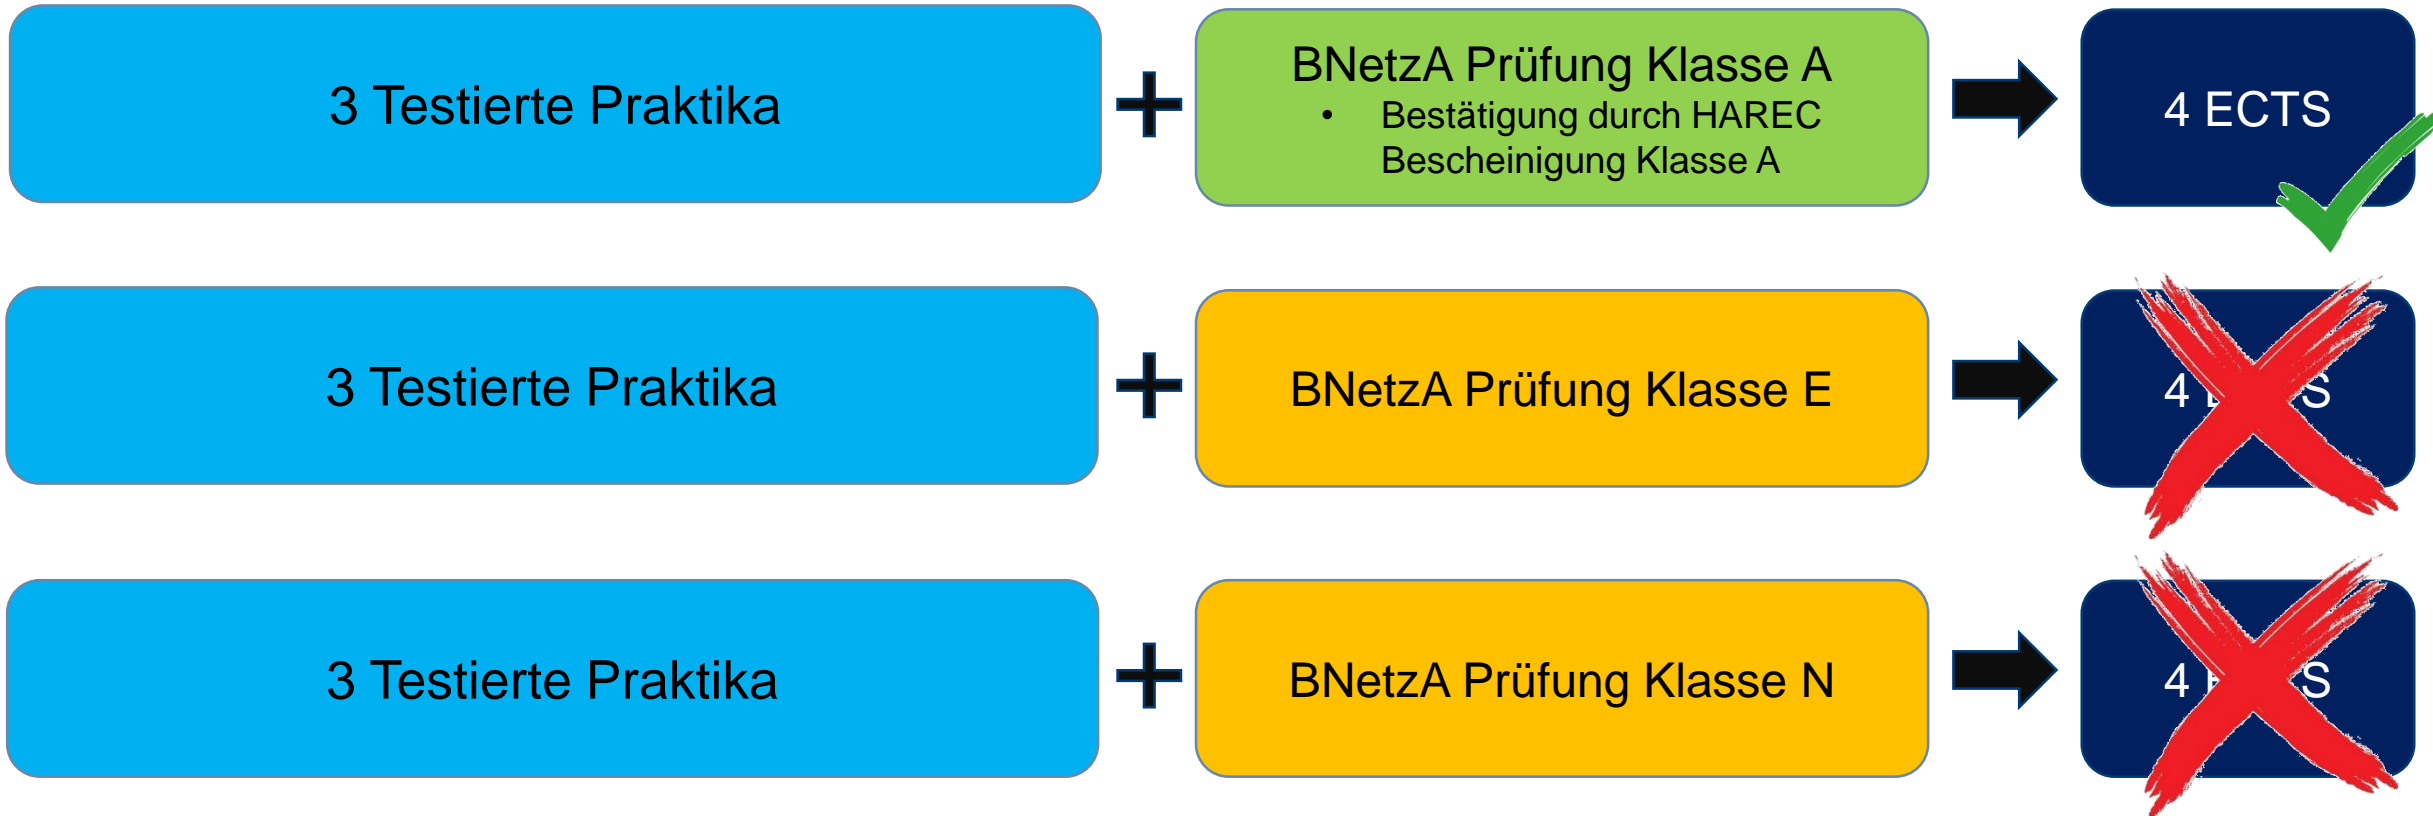 3 Testierte Praktika
BNetzA Prüfung Klasse A
• Bestätigung durch HAREC
Bescheinigung Klasse A
4 ECTS
3 Testierte Praktika
BNetzA Prüfung Klasse E
4
3 Testierte Praktika
BNetzA Prüfung Klasse N
4